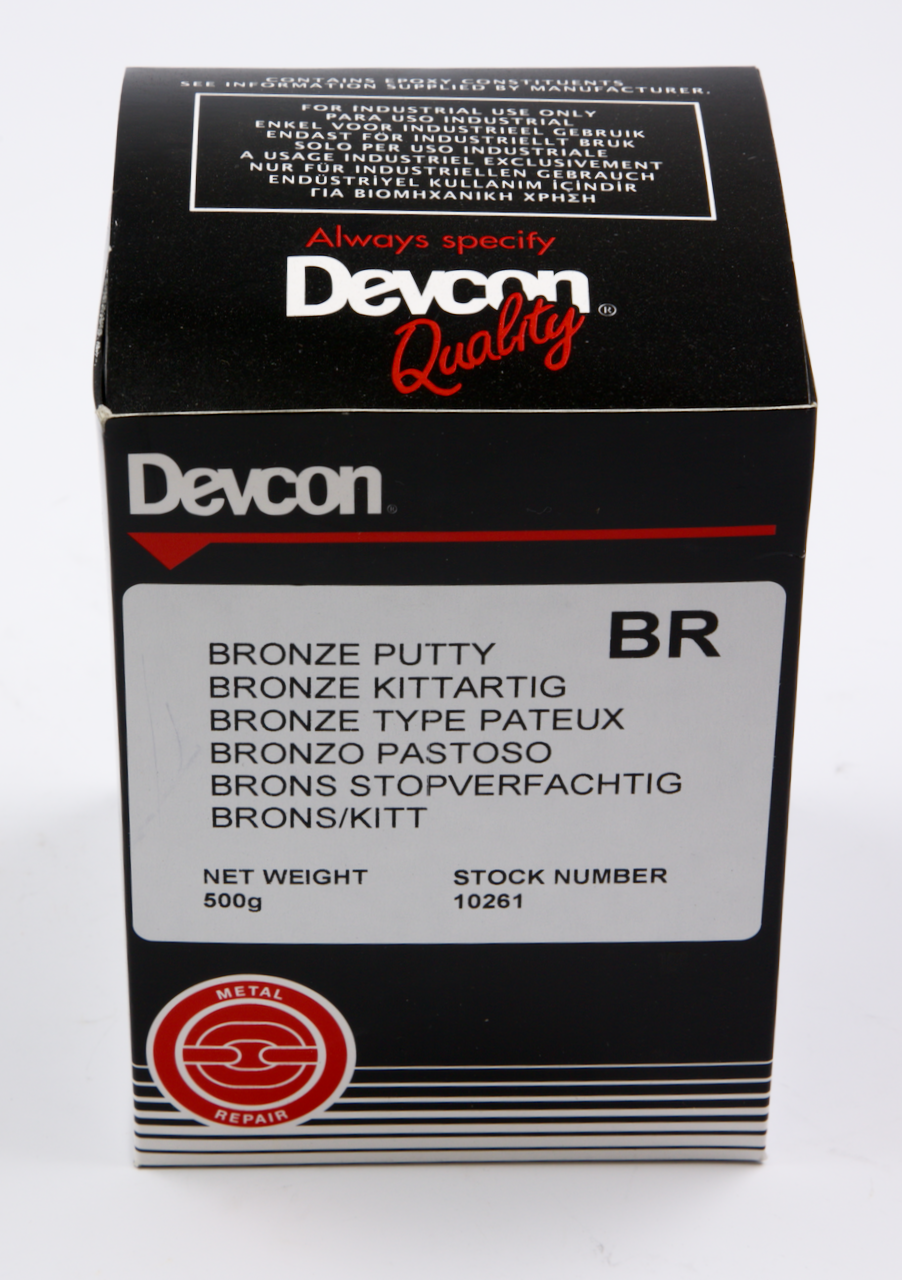 CONTAINS EPOXY CONSTITUENTS
SEE INFORMATION SUPPLIED BY MANUFACTURER.
FOR INDUSTRIAL USE ONLY
PARA USO INDUSTRIAL
ENKEL VOOR INDUSTRIEEL GEBRUIK
ENDAST FÖR INDUSTRIELLT BRUK
SOLO PER USO INDUSTRIALE
A USAGE INDUSTRIEL EXCLUSIVEMENT
NUR FÜR INDUSTRIELLEN GEBRAUCH
ENDÜSTRİYEL KULLANIM İÇİNDİR
ΓΙΑ ΒΙΟΜΗΧΑΝΙΚΗ ΧΡΗΣΗ
Always specify
Devcon®
Quality
Devcon®
BR
BRONZE PUTTY
BRONZE KITTARTIG
BRONZE TYPE PATEUX
BRONZO PASTOSO
BRONS STOPVERFACHTIG
BRONS/KITT
NET WEIGHT STOCK NUMBER
500g 10261
METAL
REPAIR